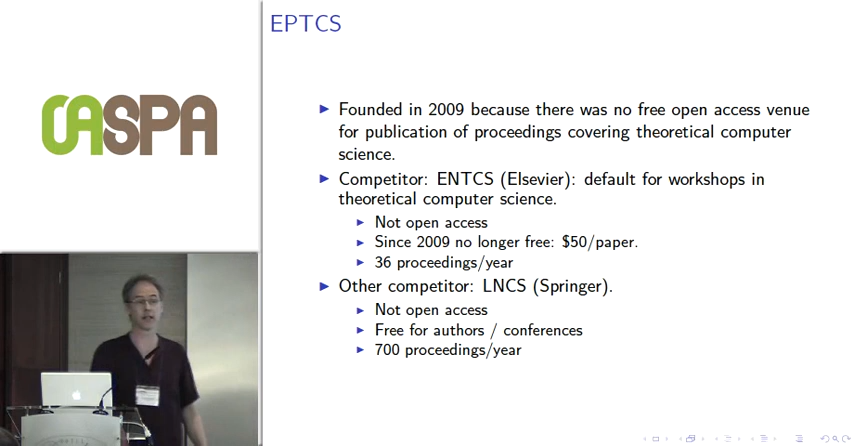 EPTCS
OASPA
Founded in 2009 because there was no free open access venue
for publication of proceedings covering theoretical computer
science.
Competitor: ENTCS (Elsevier): default for workshops in
theoretical computer science.
Not open access
Since 2009 no longer free: $50/paper.
36 proceedings/year
Other competitor: LNCS (Springer).
Not open access
Free for authors / conferences
700 proceedings/year